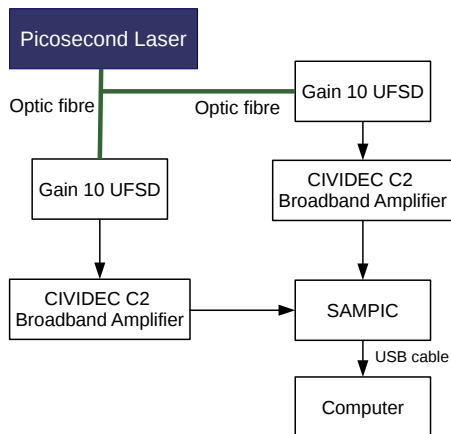 Picosecond Laser
Optic fibre
Optic fibre
Gain 10 UFSD
Gain 10 UFSD
CIVIDEC C2
Broadband Amplifier
CIVIDEC C2
Broadband Amplifier
SAMPIC
USB cable
Computer